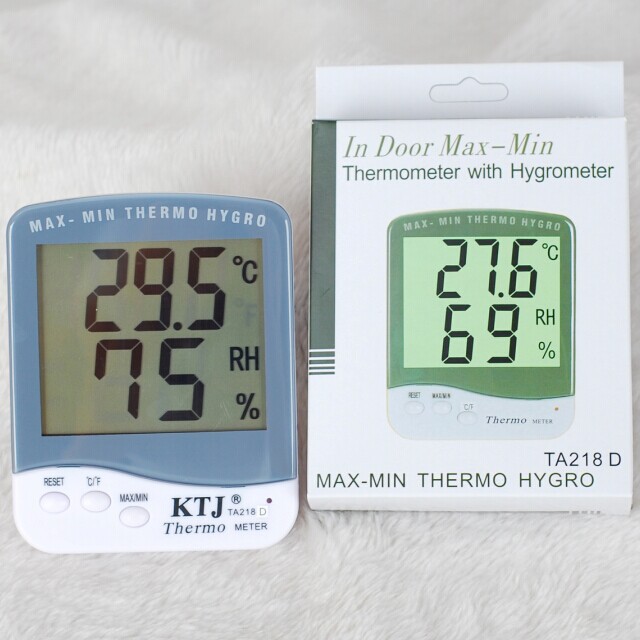 MAX- MIN THERMO HYGRO
29.5 °C
°F
75 RH
%
RESET °C/°F MAX/MIN
KTJ ® TA218 D
Thermo METER
In Door Max-Min
Thermometer with Hygrometer
MAX- MIN THERMO HYGRO
27.6 °C
69 RH
%
RESET MAX/MIN °C/F
Thermo METER
TA218 D
MAX-MIN THERMO HYGRO